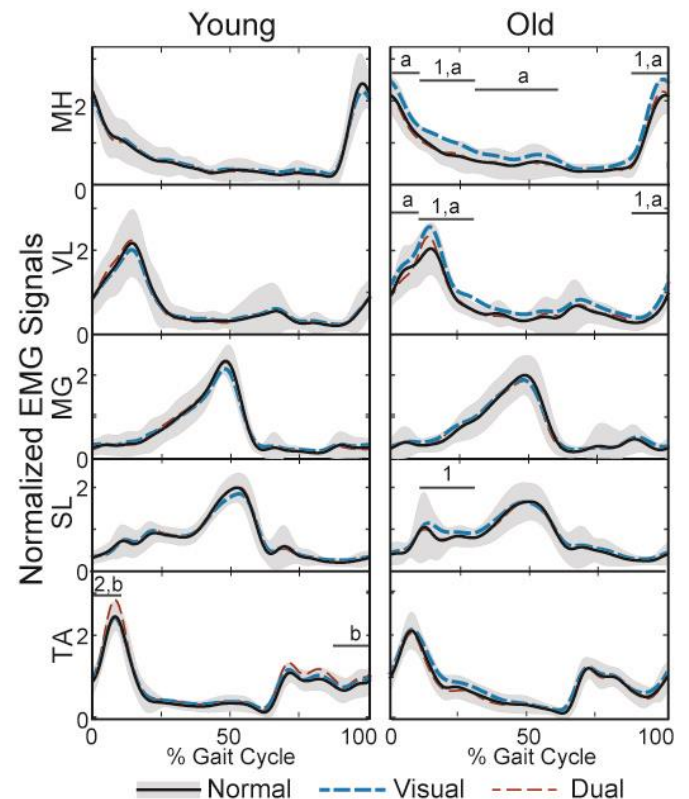 Young Old
Normalized EMG Signals
MH
2
0
a 1,a a 1,a
VL
2
0
a 1,a 1,a
MG
2
0
SL
2
0
1
TA
2
0
2,b b
0 50 100 0 50 100
% Gait Cycle % Gait Cycle
Normal Visual Dual